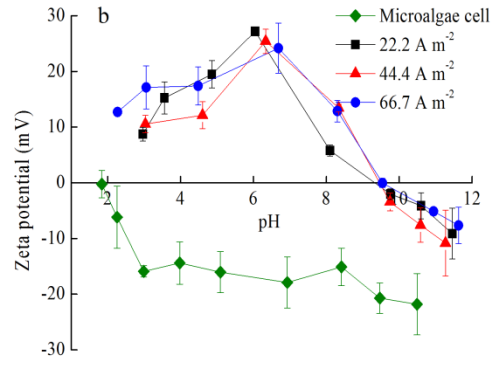 b
Microalgae cell
22.2 A m⁻²
44.4 A m⁻²
66.7 A m⁻²
30
20
10
0
-10
-20
-30
2 4 6 8 10 12
pH
Zeta potential (mV)